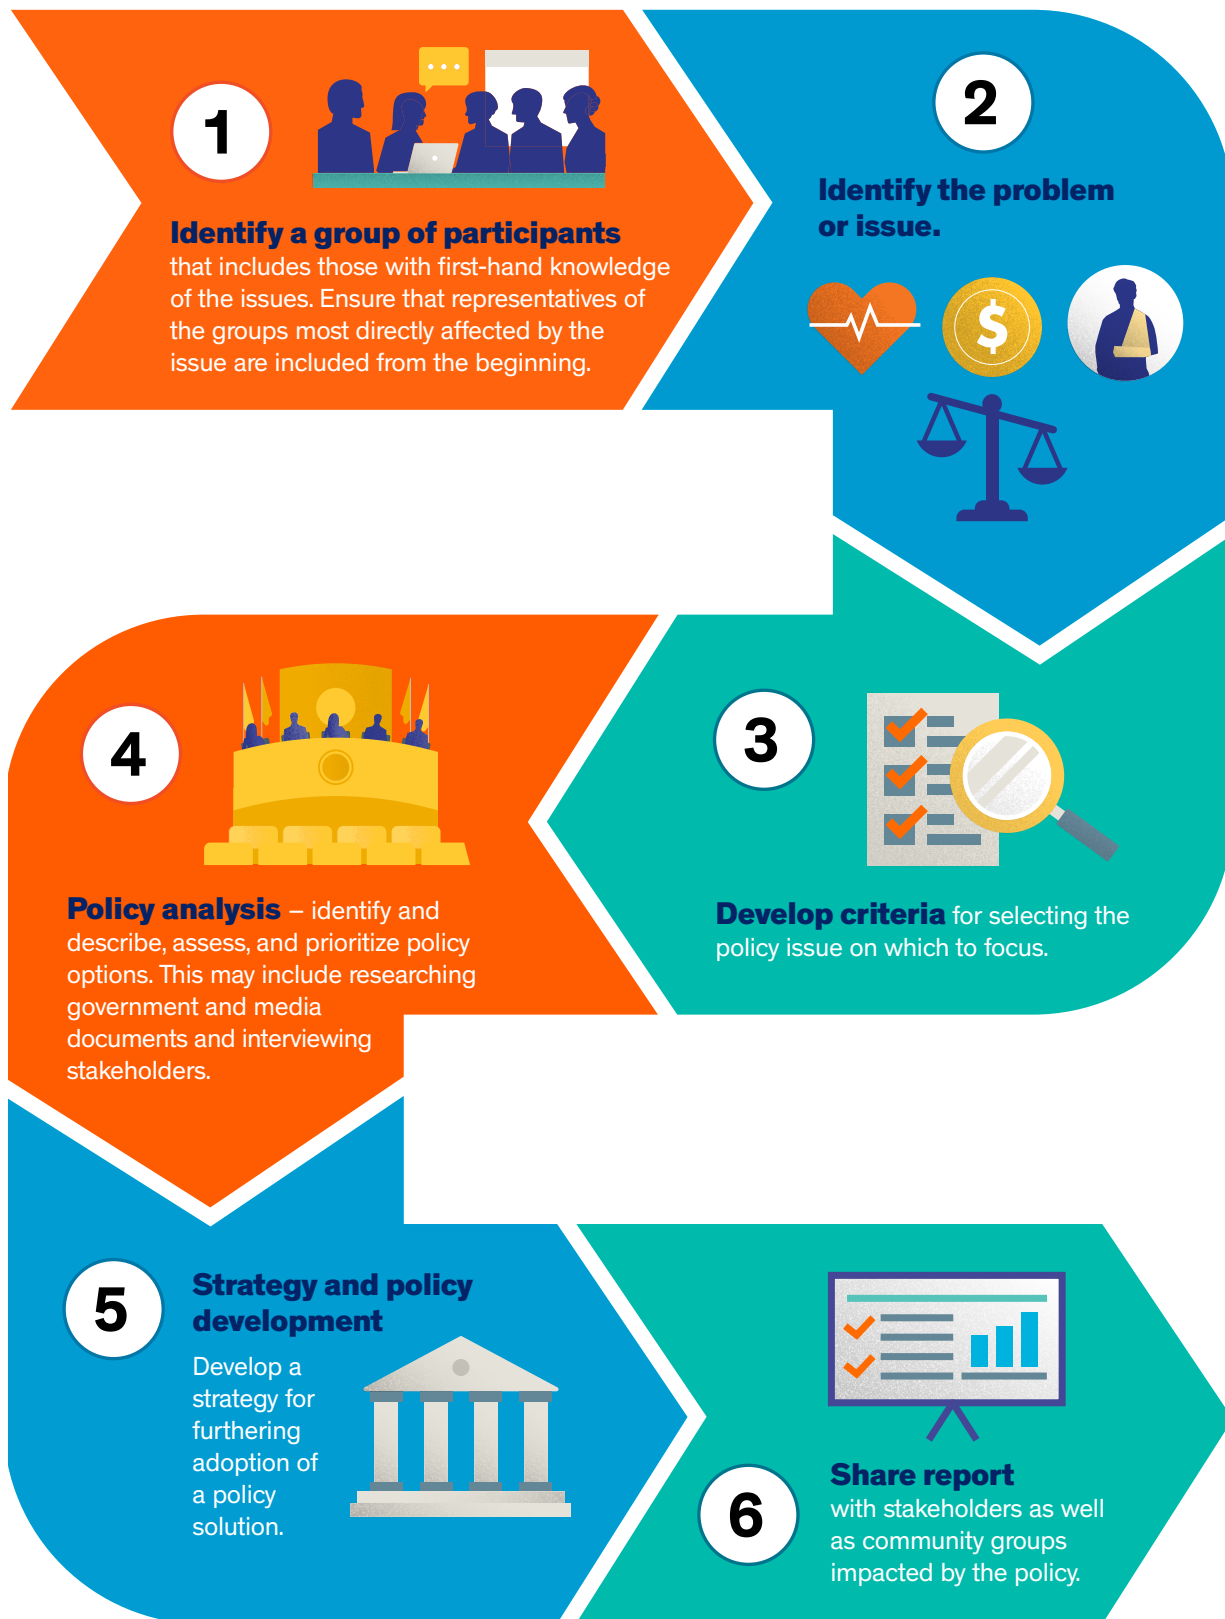 1
Identify a group of participants
that includes those with first-hand knowledge
of the issues. Ensure that representatives of
the groups most directly affected by the
issue are included from the beginning.
2
Identify the problem
or issue.
$
3
Develop criteria for selecting the
policy issue on which to focus.
4
Policy analysis – identify and
describe, assess, and prioritize policy
options. This may include researching
government and media
documents and interviewing
stakeholders.
5
Strategy and policy
development
Develop a
strategy for
furthering
adoption of
a policy
solution.
6
Share report
with stakeholders as well
as community groups
impacted by the policy.